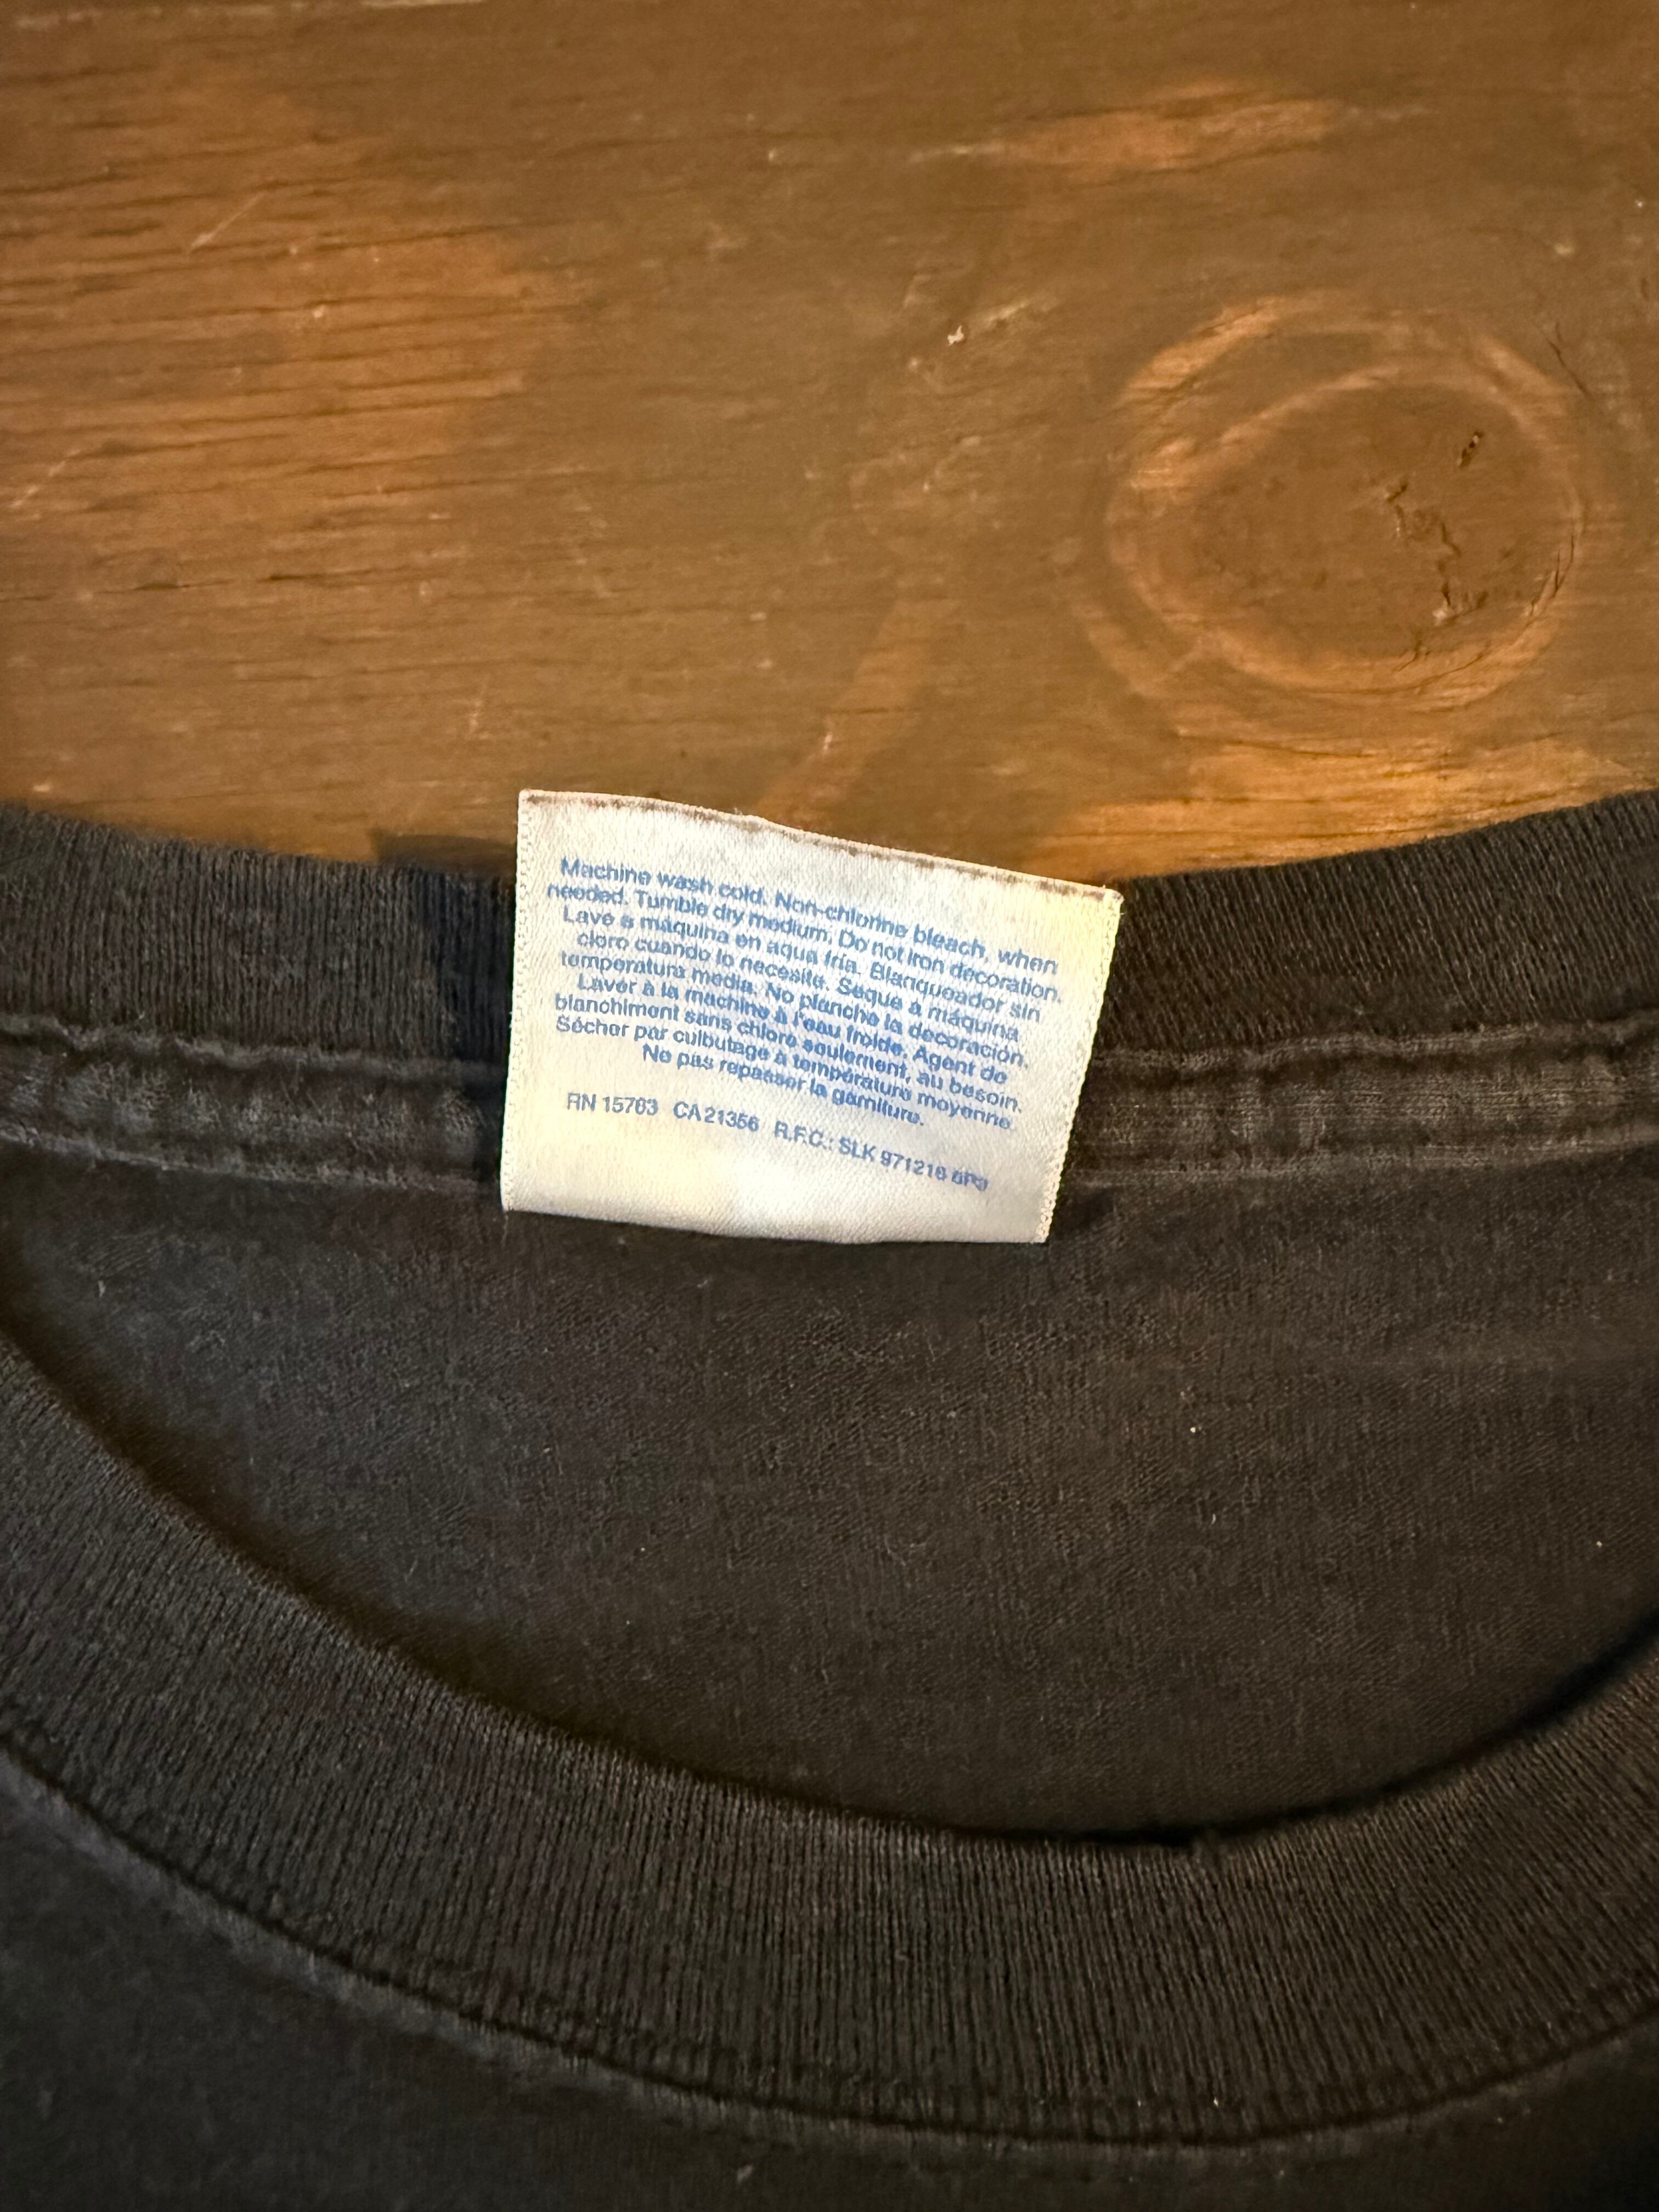 Machine wash cold. Non-chlorine bleach, when
needed. Tumble dry medium. Do not iron decoration.
Lave a máquina en agua fría. Blanqueador sin
cloro cuando lo necesite. Seque a máquina
temperatura media. No planche la decoración.
Laver à la machine à l'eau froide. Agent de
blanchiment sans chlore seulement, au besoin.
Sécher par culbutage à température moyenne.
Ne pas repasser la garniture.
RN 15763 CA 21356 R.F.C.: SLK 971216